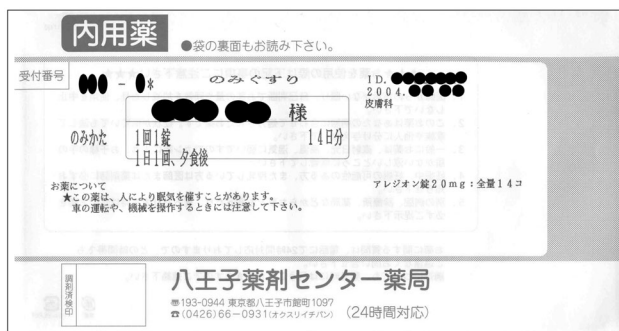 内用薬
●袋の裏面もお読み下さい。
受付番号
－ *
のみぐすり
ID.
2004.
皮膚科
様
のみかた
1回1錠
14日分
1日1回、夕食後
お薬について
★この薬は、人により眠気を催すことがあります。
車の運転や、機械を操作するときには注意して下さい。
アレジオン錠20mg：全量14コ
調剤済検印
八王子薬剤センター薬局
〠193-0944 東京都八王子市館町1097
☎(0426)66−0931(オクスリイチバン)
(24時間対応)